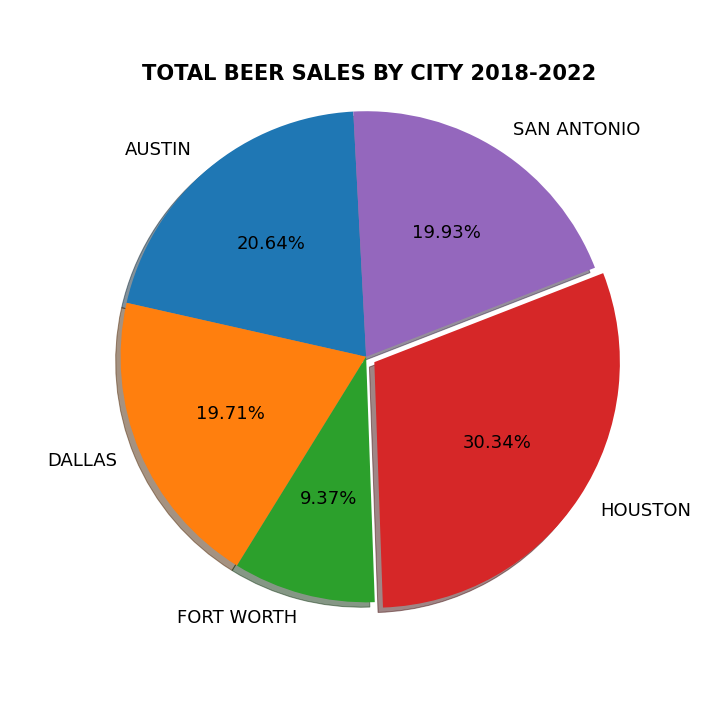 TOTAL BEER SALES BY CITY 2018-2022
SAN ANTONIO
AUSTIN
19.93%
20.64%
19.71%
30.34%
DALLAS
9.37%
HOUSTON
FORT WORTH